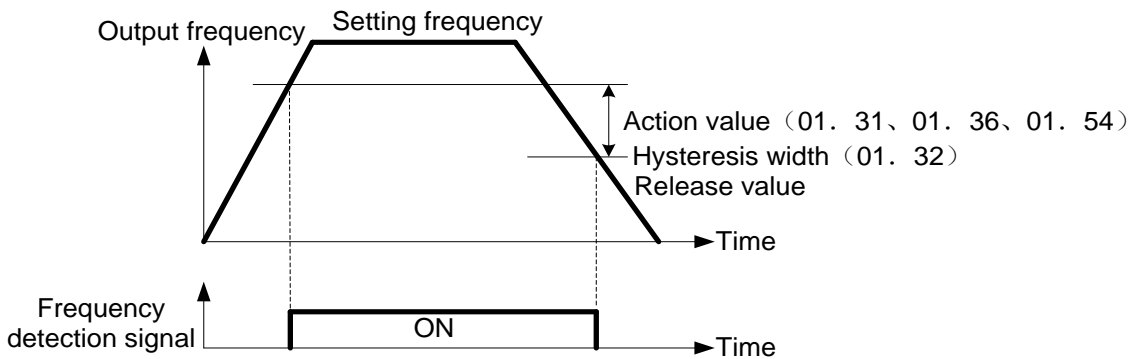 Setting frequency
Output frequency
Action value（01．31、01．36、01．54）
Hysteresis width（01．32）
Release value
Time
Frequency
detection signal
ON
Time